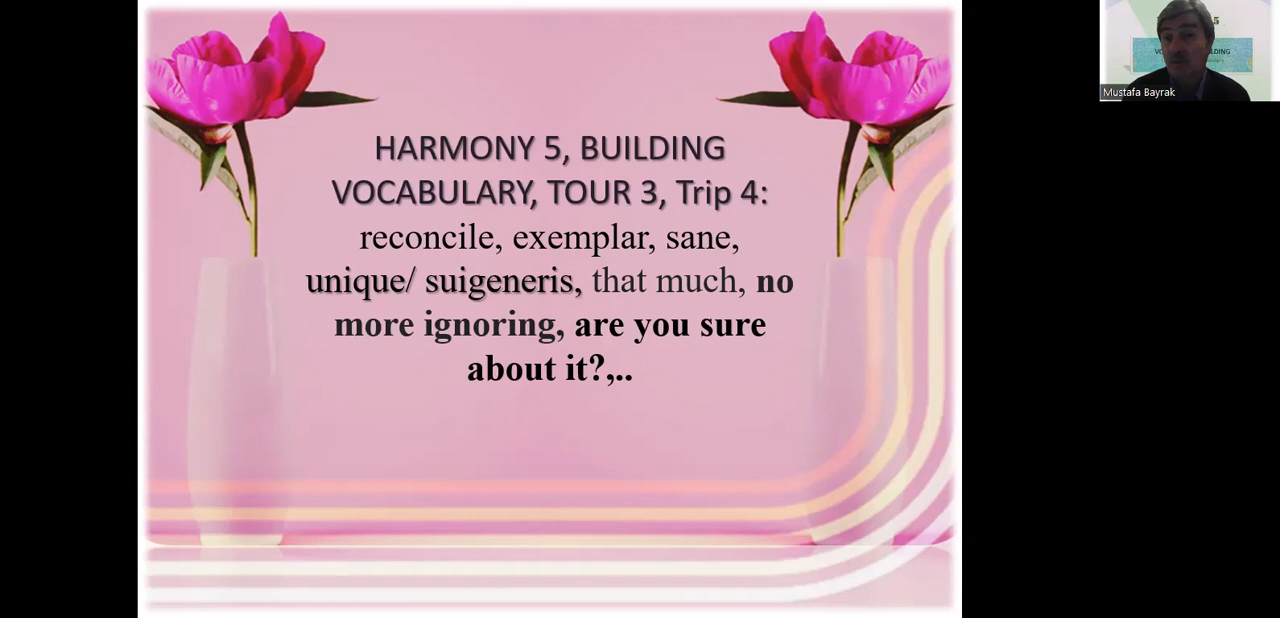 HARMONY 5, BUILDING
VOCABULARY, TOUR 3, Trip 4:
reconcile, exemplar, sane,
unique/ suigeneris, that much, no
more ignoring, are you sure
about it?,..
5
Mustafa Bayrak